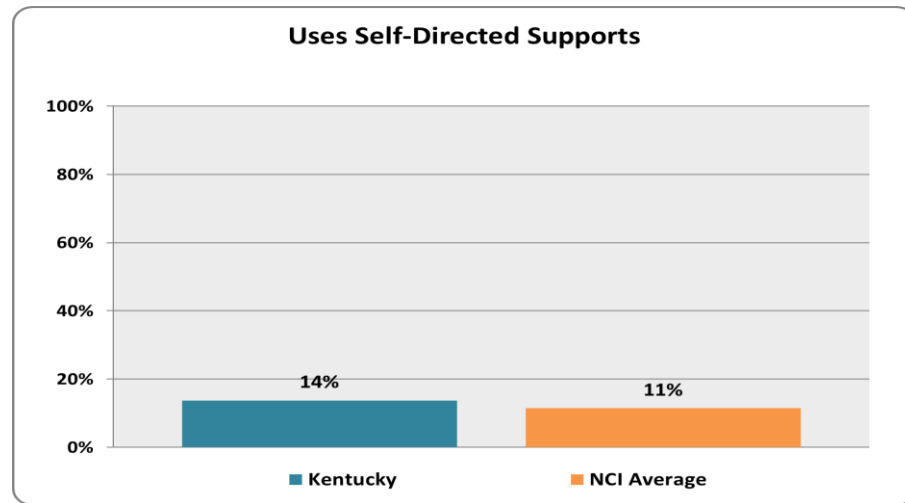 Uses Self-Directed Supports
100%
80%
60%
40%
20%
0%
14%
11%
Kentucky
NCI Average